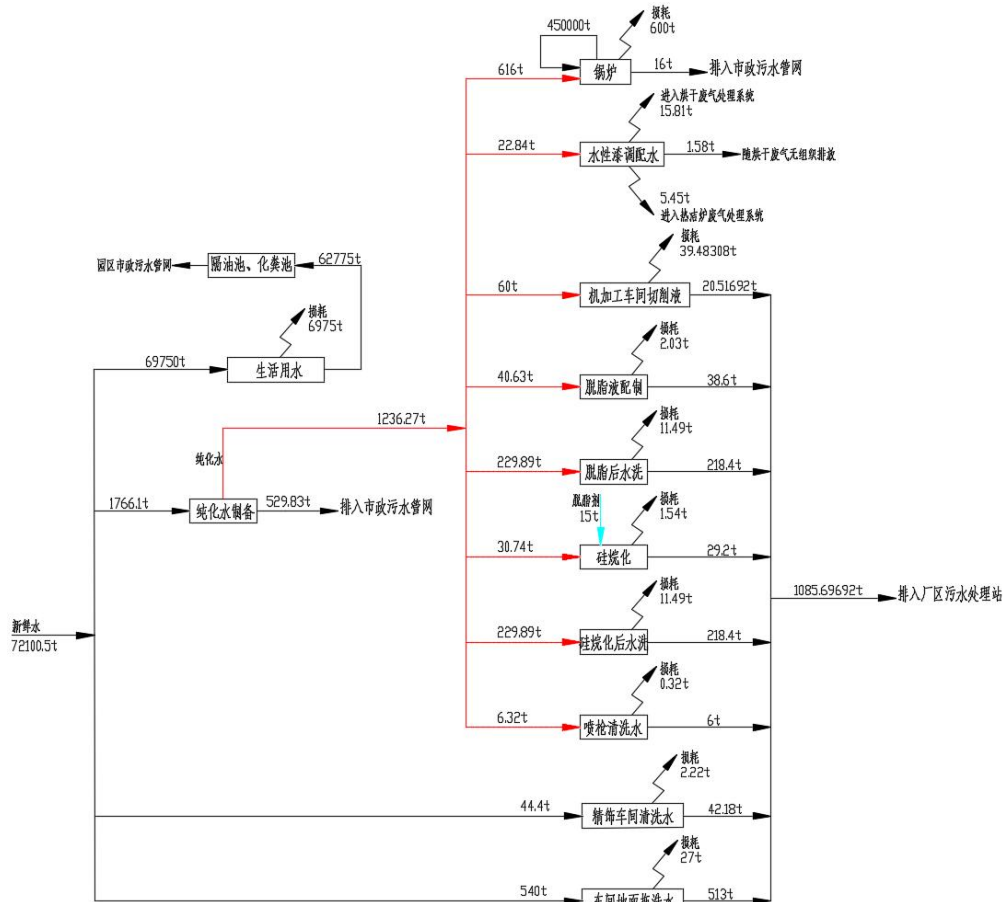 损耗
600t
450000t
锅炉
616t
16t
排入市政污水管网
进入烘干废气处理系统
15.81t
22.84t
水性漆调配水
1.58t
随烘干废气无组织排放
5.45t
进入热洁炉废气处理系统
损耗
39.48308t
园区市政污水管网
隔油池、化粪池
62775t
60t
机加工车间切削液
20.51692t
损耗
6975t
损耗
2.03t
69750t
生活用水
40.63t
脱脂液配制
38.6t
损耗
11.49t
1236.27t
纯化水
229.89t
脱脂后水洗
218.4t
1766.1t
纯化水制备
529.83t
排入市政污水管网
脱脂剂
15t
损耗
1.54t
30.74t
硅烷化
29.2t
损耗
11.49t
1085.69692t
排入厂区污水处理站
新鲜水
72100.5t
229.89t
硅烷化后水洗
218.4t
损耗
0.32t
6.32t
喷枪清洗水
6t
损耗
2.22t
44.4t
精饰车间清洗水
42.18t
损耗
27t
540t
车间地面拖洗水
513t